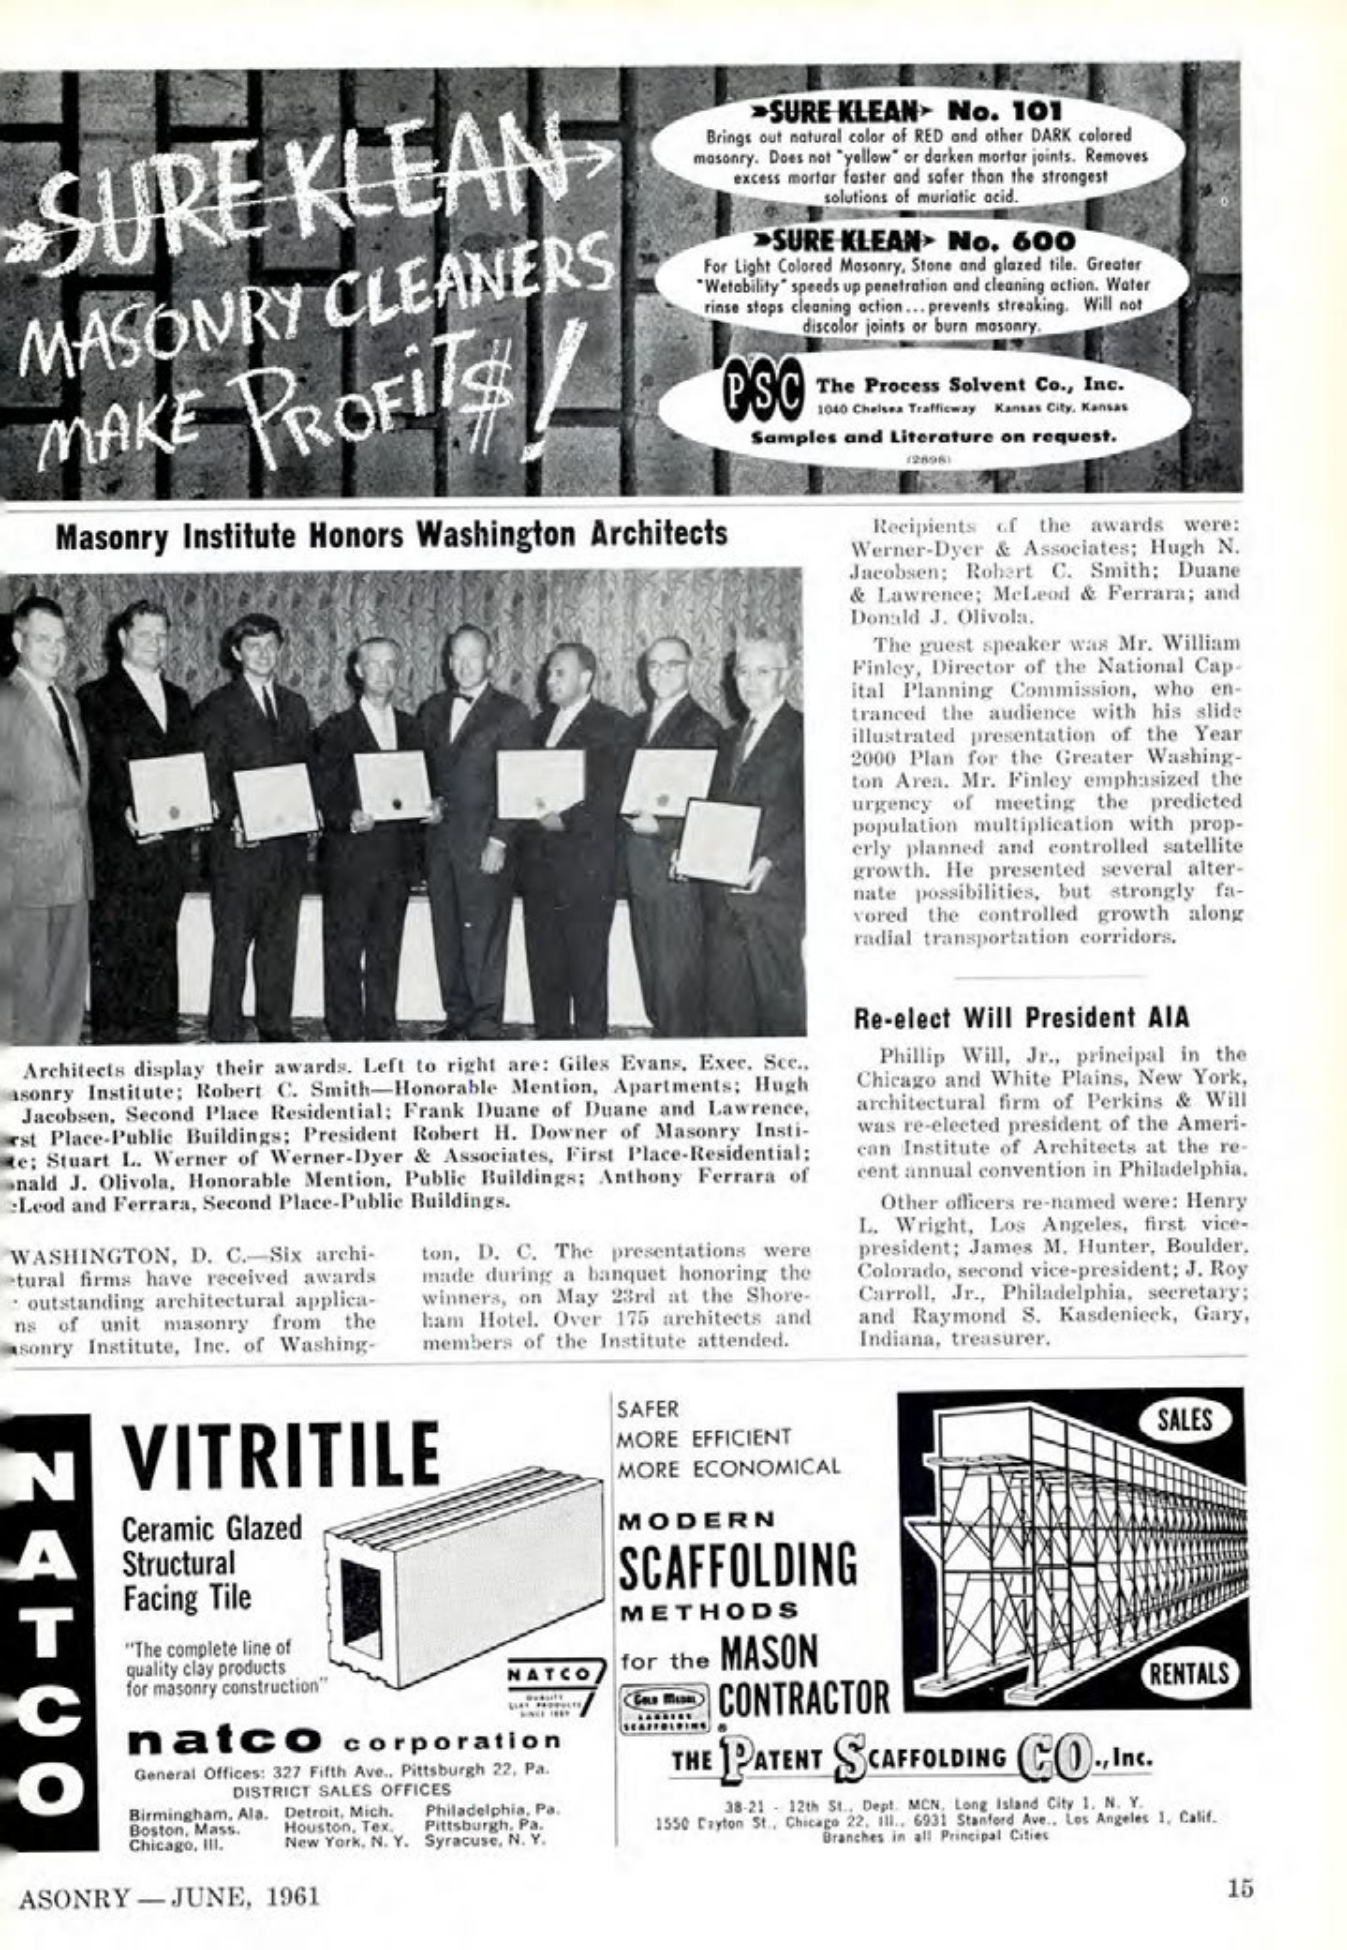 SURE KLEAN
MASONRY CLEANERS
MAKE PROFIT$!
SURE KLEAN No. 101
Brings out natural color of RED and other DARK colored
masonry. Does not "yellow" or darken mortar joints. Removes
excess mortar faster and safer than the strongest
solutions of muriatic acid.
SURE KLEAN No. 600
For Light Colored Masonry, Stone and glazed tile. Greater
"Wetability" speeds up penetration and cleaning action. Water
rinse stops cleaning action...prevents streaking. Will not
discolor joints or burn masonry.
PSC The Process Solvent Co., Inc.
1040 Chelsea Trafficway Kansas City, Kansas
Samples and Literature on request.
(2898)
Masonry Institute Honors Washington Architects
Architects display their awards. Left to right are: Giles Evans, Exec. Sec.,
asonry Institute; Robert C. Smith—Honorable Mention, Apartments; Hugh
Jacobsen, Second Place Residential; Frank Duane of Duane and Lawrence,
rst Place-Public Buildings; President Robert H. Downer of Masonry Insti-
te; Stuart L. Werner of Werner-Dyer & Associates, First Place-Residential;
nald J. Olivola, Honorable Mention, Public Buildings; Anthony Ferrara of
Leod and Ferrara, Second Place-Public Buildings.
WASHINGTON, D. C.—Six archi-
tural firms have received awards
outstanding architectural applica-
ns of unit masonry from the
asonry Institute, Inc. of Washing-
ton, D. C. The presentations were
made during a banquet honoring the
winners, on May 23rd at the Shore-
ham Hotel. Over 175 architects and
members of the Institute attended.
Recipients of the awards were:
Werner-Dyer & Associates; Hugh N.
Jacobsen; Robert C. Smith; Duane
& Lawrence; McLeod & Ferrara; and
Donald J. Olivola.
The guest speaker was Mr. William
Finley, Director of the National Cap-
ital Planning Commission, who en-
tranced the audience with his slide
illustrated presentation of the Year
2000 Plan for the Greater Washing-
ton Area. Mr. Finley emphasized the
urgency of meeting the predicted
population multiplication with prop-
erly planned and controlled satellite
growth. He presented several alter-
nate possibilities, but strongly fa-
vored the controlled growth along
radial transportation corridors.
Re-elect Will President AIA
Phillip Will, Jr., principal in the
Chicago and White Plains, New York,
architectural firm of Perkins & Will
was re-elected president of the Ameri-
can Institute of Architects at the re-
cent annual convention in Philadelphia.
Other officers re-named were: Henry
L. Wright, Los Angeles, first vice-
president; James M. Hunter, Boulder,
Colorado, second vice-president; J. Roy
Carroll, Jr., Philadelphia, secretary;
and Raymond S. Kasdenieck, Gary,
Indiana, treasurer.
NATCO
VITRITILE
Ceramic Glazed
Structural
Facing Tile
"The complete line of
quality clay products
for masonry construction"
NATCO
QUALITY
CLAY PRODUCTS
SINCE 1889
natco corporation
General Offices: 327 Fifth Ave., Pittsburgh 22, Pa.
DISTRICT SALES OFFICES
Birmingham, Ala. Detroit, Mich. Philadelphia, Pa.
Boston, Mass. Houston, Tex. Pittsburgh, Pa.
Chicago, Ill. New York, N. Y. Syracuse, N. Y.
SAFER
MORE EFFICIENT
MORE ECONOMICAL
MODERN
SCAFFOLDING
METHODS
for the MASON
CONTRACTOR
GOLD MEDAL
LADDERS
SCAFFOLDING
®
SALES
RENTALS
THE PATENT SCAFFOLDING CO., Inc.
38-21 - 12th St., Dept. MCN, Long Island City 1, N. Y.
1550 Dayton St., Chicago 22, Ill., 6931 Stanford Ave., Los Angeles 1, Calif.
Branches in all Principal Cities
ASONRY — JUNE, 1961
15